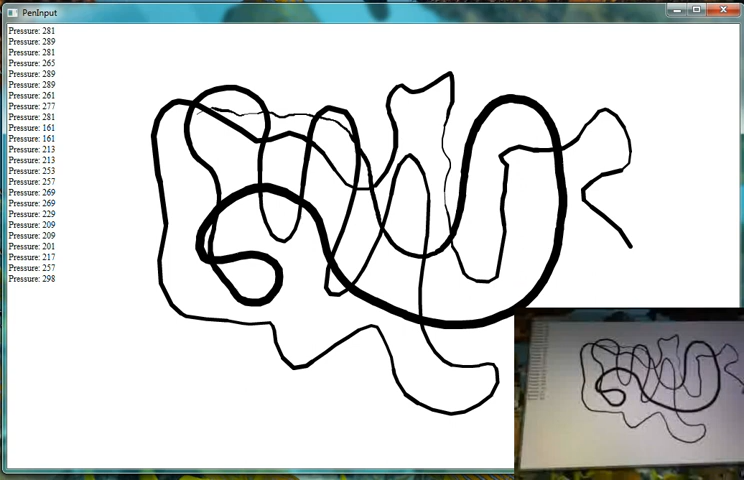 PenInput
Pressure: 281
Pressure: 289
Pressure: 281
Pressure: 265
Pressure: 289
Pressure: 289
Pressure: 261
Pressure: 277
Pressure: 281
Pressure: 161
Pressure: 161
Pressure: 213
Pressure: 213
Pressure: 253
Pressure: 257
Pressure: 269
Pressure: 269
Pressure: 229
Pressure: 209
Pressure: 209
Pressure: 201
Pressure: 217
Pressure: 257
Pressure: 298